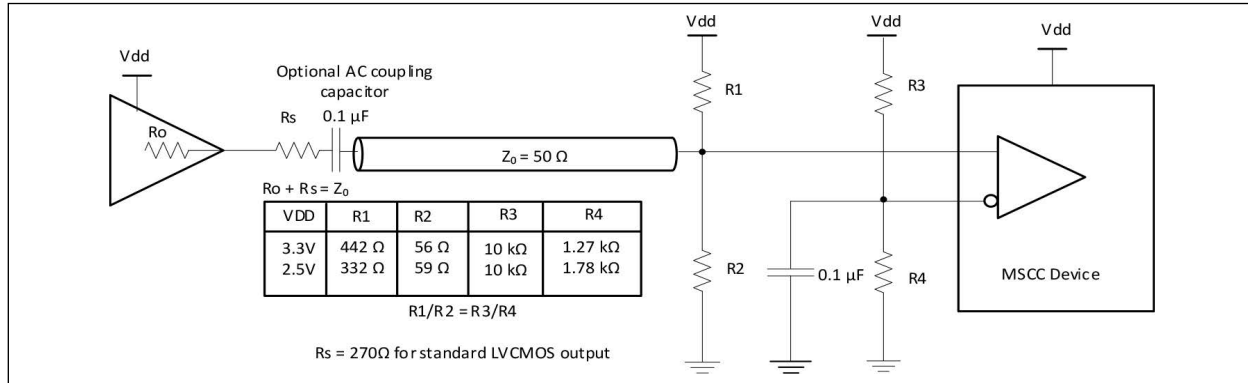 Vdd
Vdd
Vdd
Vdd
Optional AC coupling
capacitor
0.1 µF
Ro
Rs
R1
R3
Z₀ = 50 Ω
Ro + Rs = Z₀
VDD R1 R2 R3 R4
3.3V 442 Ω 56 Ω 10 kΩ 1.27 kΩ
2.5V 332 Ω 59 Ω 10 kΩ 1.78 kΩ
R2
0.1 µF
R4
MSCC Device
R1/R2 = R3/R4
Rs = 270Ω for standard LVCMOS output